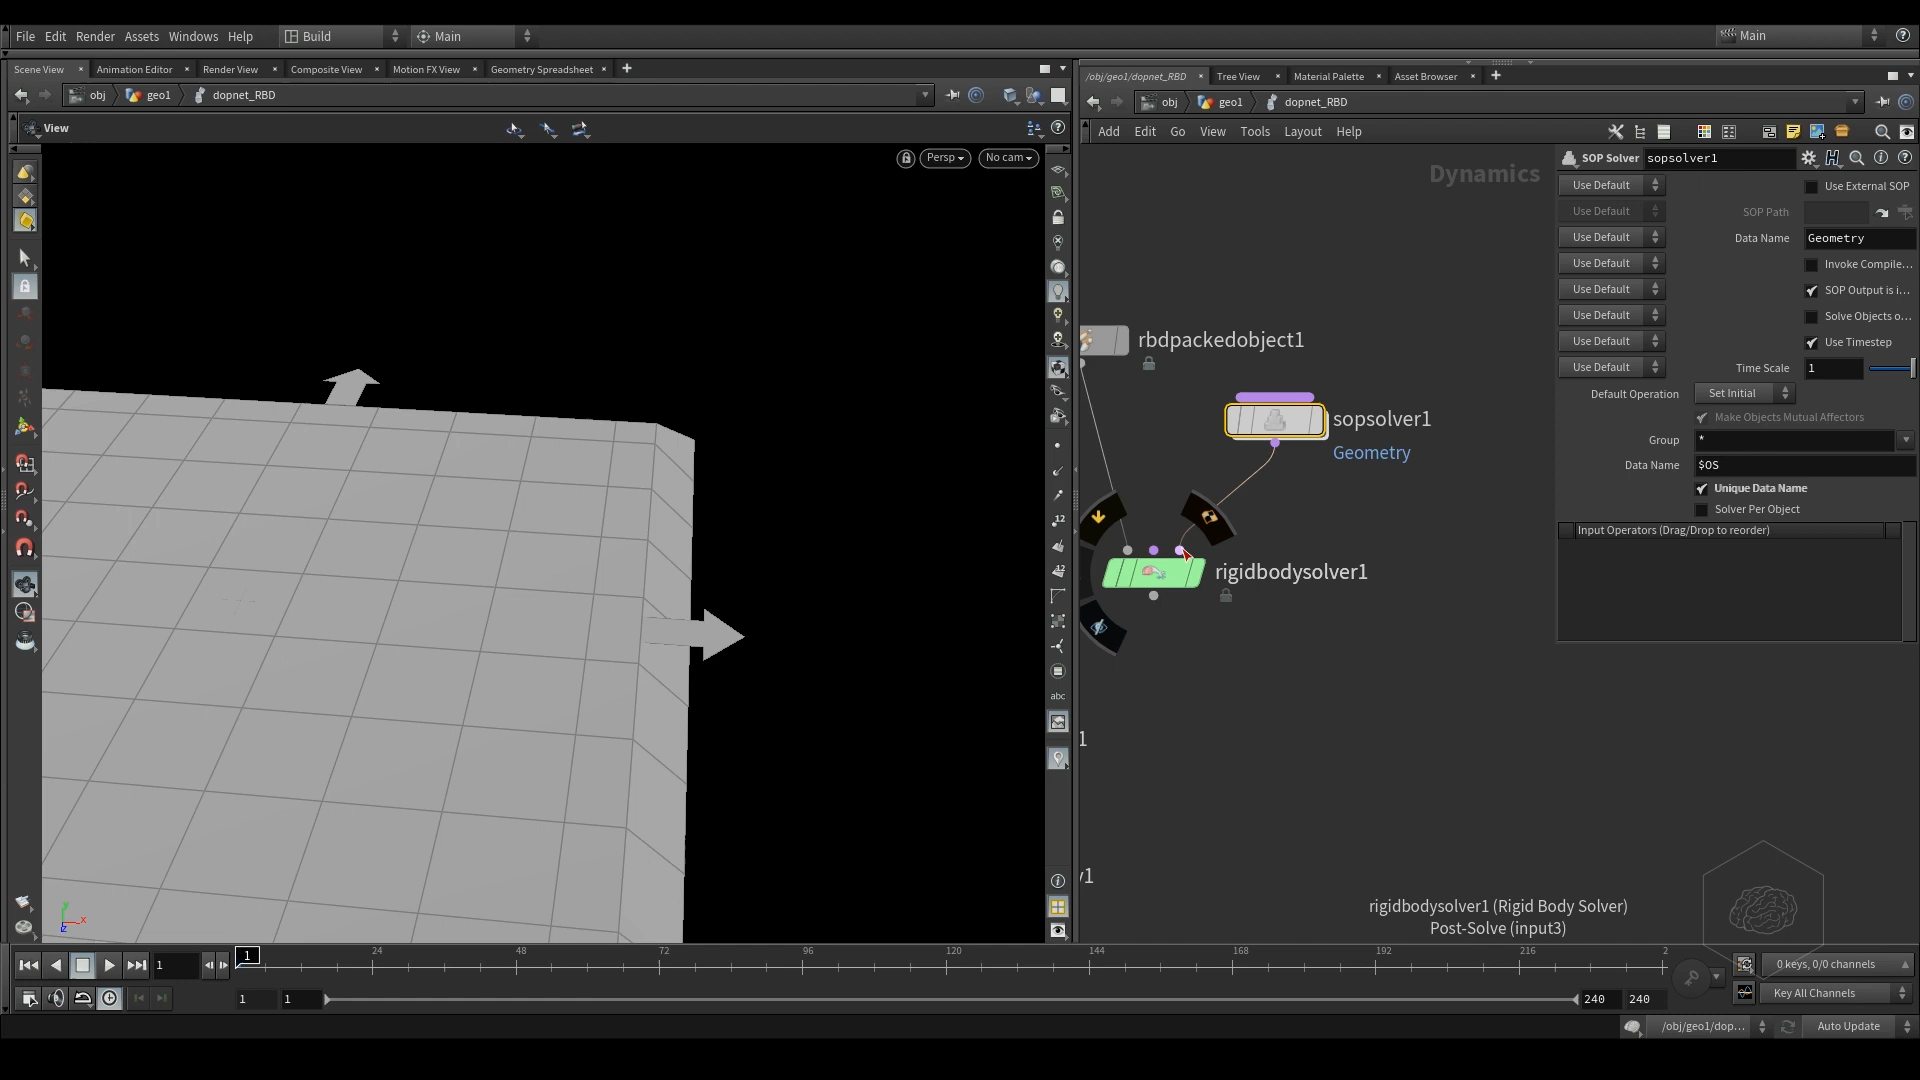 File Edit Render Assets Windows Help Build Main Main
Scene View Animation Editor Render View Composite View Motion FX View Geometry Spreadsheet
obj geo1 dopnet_RBD
View
Persp No cam
/obj/geo1/dopnet_RBD Tree View Material Palette Asset Browser
obj geo1 dopnet_RBD
Add Edit Go View Tools Layout Help
Dynamics
rbdpackedobject1
sopsolver1
Geometry
rigidbodysolver1
rigidbodysolver1 (Rigid Body Solver)
Post-Solve (input3)
SOP Solver sopsolver1
Use Default Use External SOP
Use Default SOP Path
Use Default Data Name Geometry
Use Default Invoke Compile...
Use Default SOP Output is i...
Use Default Solve Objects o...
Use Default Use Timestep
Use Default Time Scale 1
Default Operation Set Initial
Make Objects Mutual Affectors
Group *
Data Name $OS
Unique Data Name
Solver Per Object
Input Operators (Drag/Drop to reorder)
12
12
abc
x
1 1 24 48 72 96 120 144 168 192 216 2
0 keys, 0/0 channels
1 1 240 240
Key All Channels
/obj/geo1/dop... Auto Update